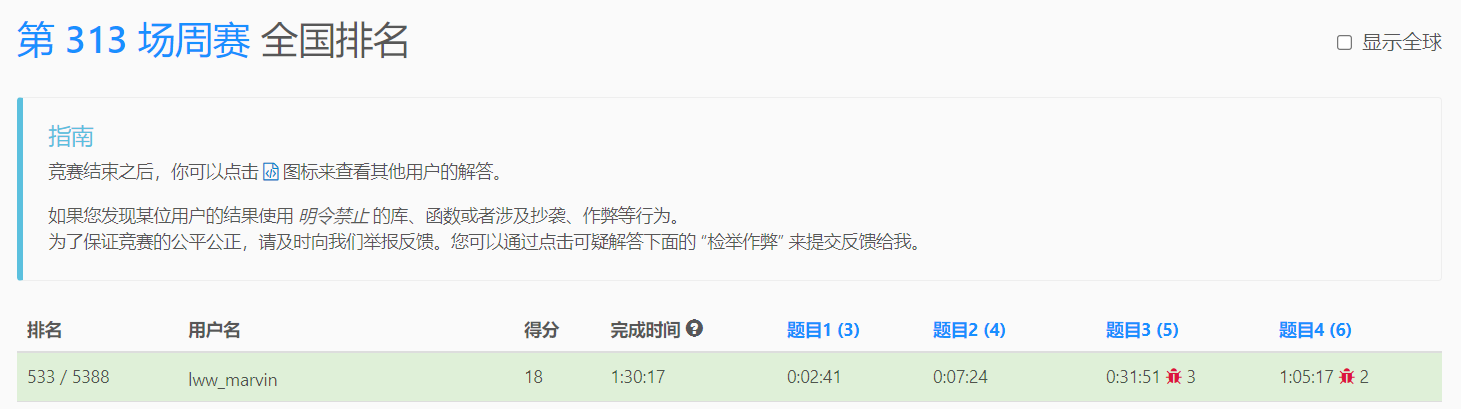 第 313 场周赛 全国排名
显示全球
指南
竞赛结束之后，你可以点击 图标来查看其他用户的解答。
如果您发现某位用户的结果使用 明令禁止 的库、函数或者涉及抄袭、作弊等行为。
为了保证竞赛的公平公正，请及时向我们举报反馈。您可以通过点击可疑解答下面的 “检举作弊” 来提交反馈给我。
排名 用户名 得分 完成时间 题目1 (3) 题目2 (4) 题目3 (5) 题目4 (6)
533 / 5388 lww_marvin 18 1:30:17 0:02:41 0:07:24 0:31:51 3 1:05:17 2